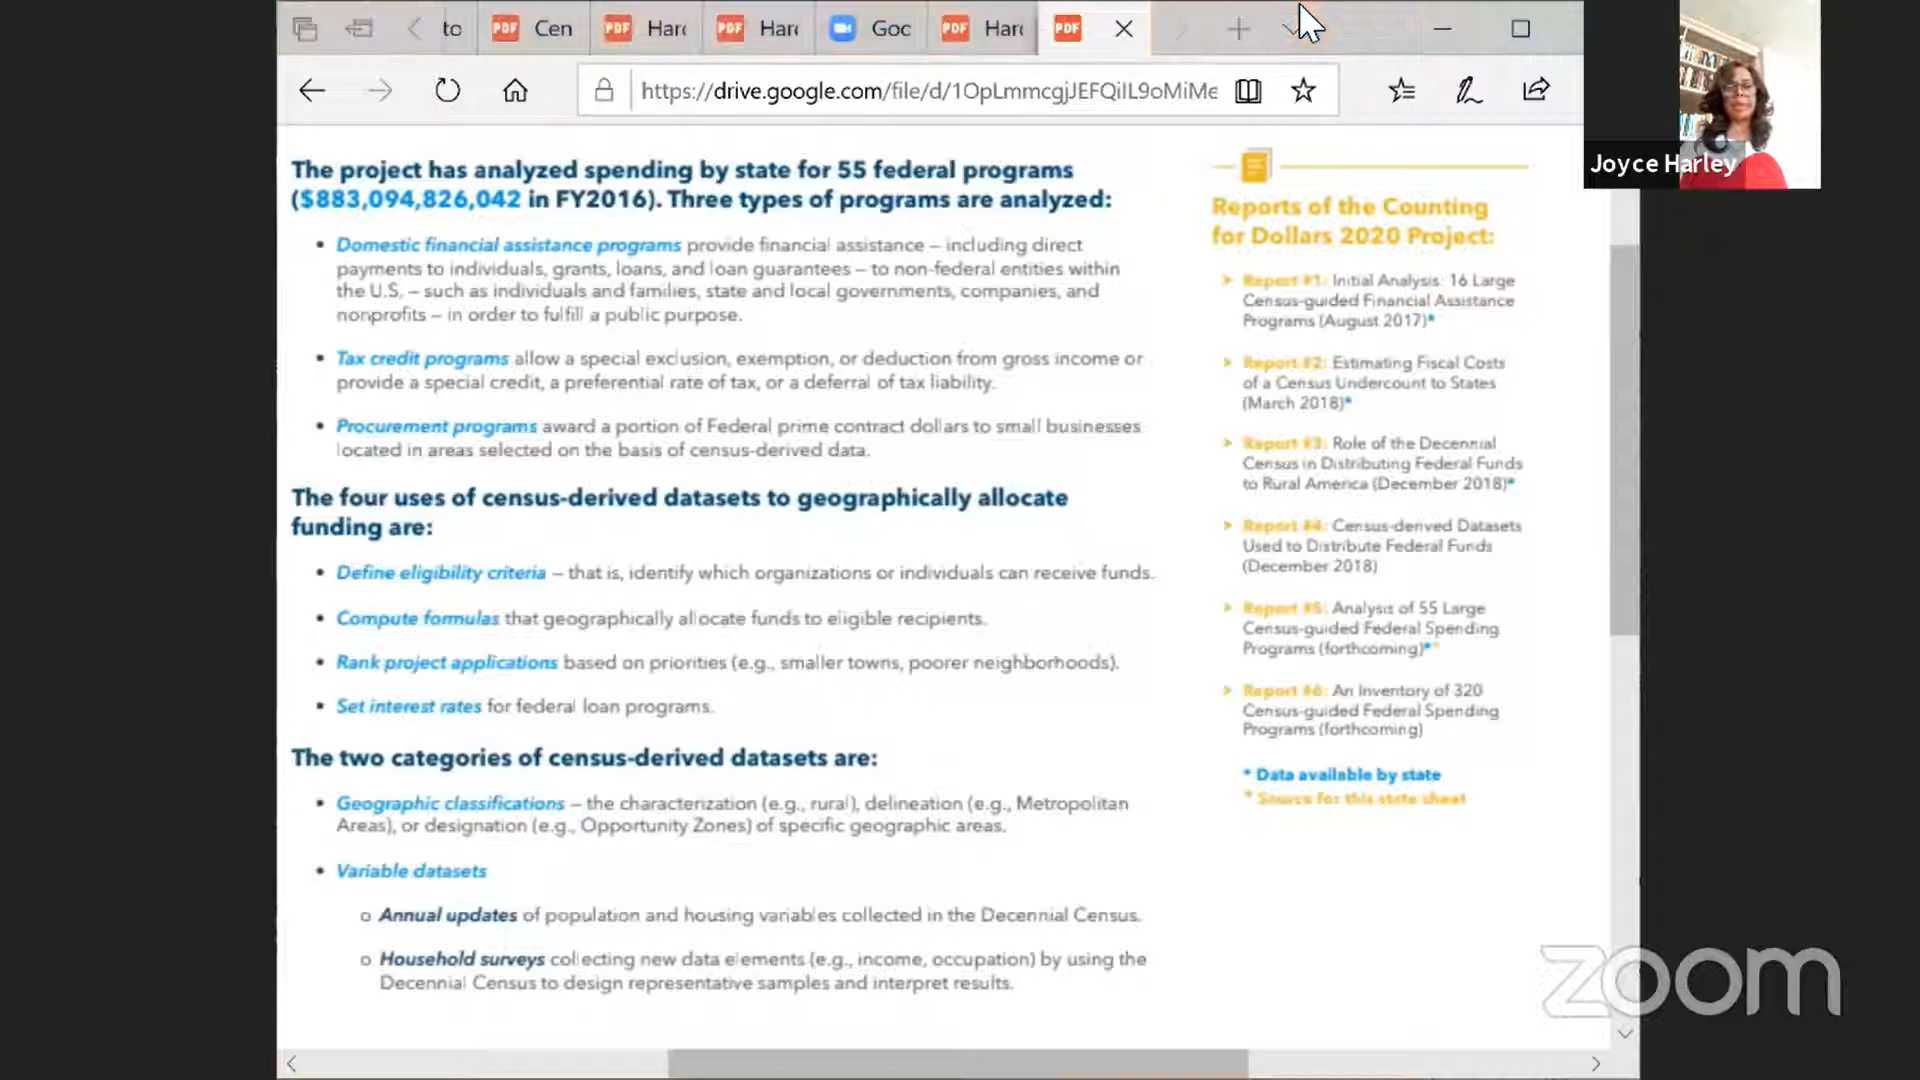 to
Cen
Har
Har
Goc
Har
https://drive.google.com/file/d/1OpLmmcgjJEFQiIL9oMiMe
Joyce Harley
The project has analyzed spending by state for 55 federal programs
($883,094,826,042 in FY2016). Three types of programs are analyzed:
• Domestic financial assistance programs provide financial assistance – including direct
payments to individuals, grants, loans, and loan guarantees – to non-federal entities within
the U.S. – such as individuals and families, state and local governments, companies, and
nonprofits – in order to fulfill a public purpose.
• Tax credit programs allow a special exclusion, exemption, or deduction from gross income or
provide a special credit, a preferential rate of tax, or a deferral of tax liability.
• Procurement programs award a portion of Federal prime contract dollars to small businesses
located in areas selected on the basis of census-derived data.
The four uses of census-derived datasets to geographically allocate
funding are:
• Define eligibility criteria – that is, identify which organizations or individuals can receive funds.
• Compute formulas that geographically allocate funds to eligible recipients.
• Rank project applications based on priorities (e.g., smaller towns, poorer neighborhoods).
• Set interest rates for federal loan programs.
The two categories of census-derived datasets are:
• Geographic classifications – the characterization (e.g., rural), delineation (e.g., Metropolitan
Areas), or designation (e.g., Opportunity Zones) of specific geographic areas.
• Variable datasets
o Annual updates of population and housing variables collected in the Decennial Census.
o Household surveys collecting new data elements (e.g., income, occupation) by using the
Decennial Census to design representative samples and interpret results.
Reports of the Counting
for Dollars 2020 Project:
Report #1: Initial Analysis: 16 Large
Census-guided Financial Assistance
Programs (August 2017)*
Report #2: Estimating Fiscal Costs
of a Census Undercount to States
(March 2018)*
Report #3: Role of the Decennial
Census in Distributing Federal Funds
to Rural America (December 2018)*
Report #4: Census-derived Datasets
Used to Distribute Federal Funds
(December 2018)
Report #5: Analysis of 55 Large
Census-guided Federal Spending
Programs (forthcoming)**
Report #6: An Inventory of 320
Census-guided Federal Spending
Programs (forthcoming)
* Data available by state
* Source for this state sheet
zoom